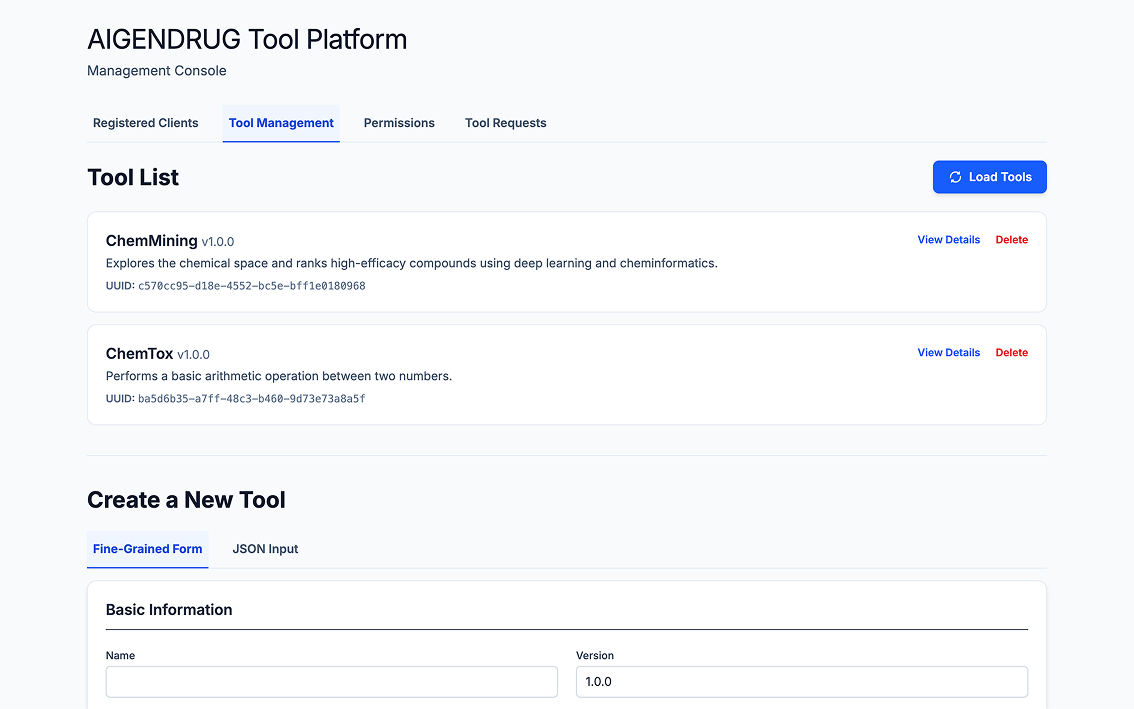 AIGENDRUG Tool Platform
Management Console
Registered Clients Tool Management Permissions Tool Requests
Tool List
Load Tools
ChemMining v1.0.0
View Details Delete
Explores the chemical space and ranks high-efficacy compounds using deep learning and cheminformatics.
UUID: c570cc95-d18e-4552-bc5e-bff1e0180968
ChemTox v1.0.0
View Details Delete
Performs a basic arithmetic operation between two numbers.
UUID: ba5d6b35-a7ff-48c3-b460-9d73e73a8a5f
Create a New Tool
Fine-Grained Form JSON Input
Basic Information
Name Version
1.0.0